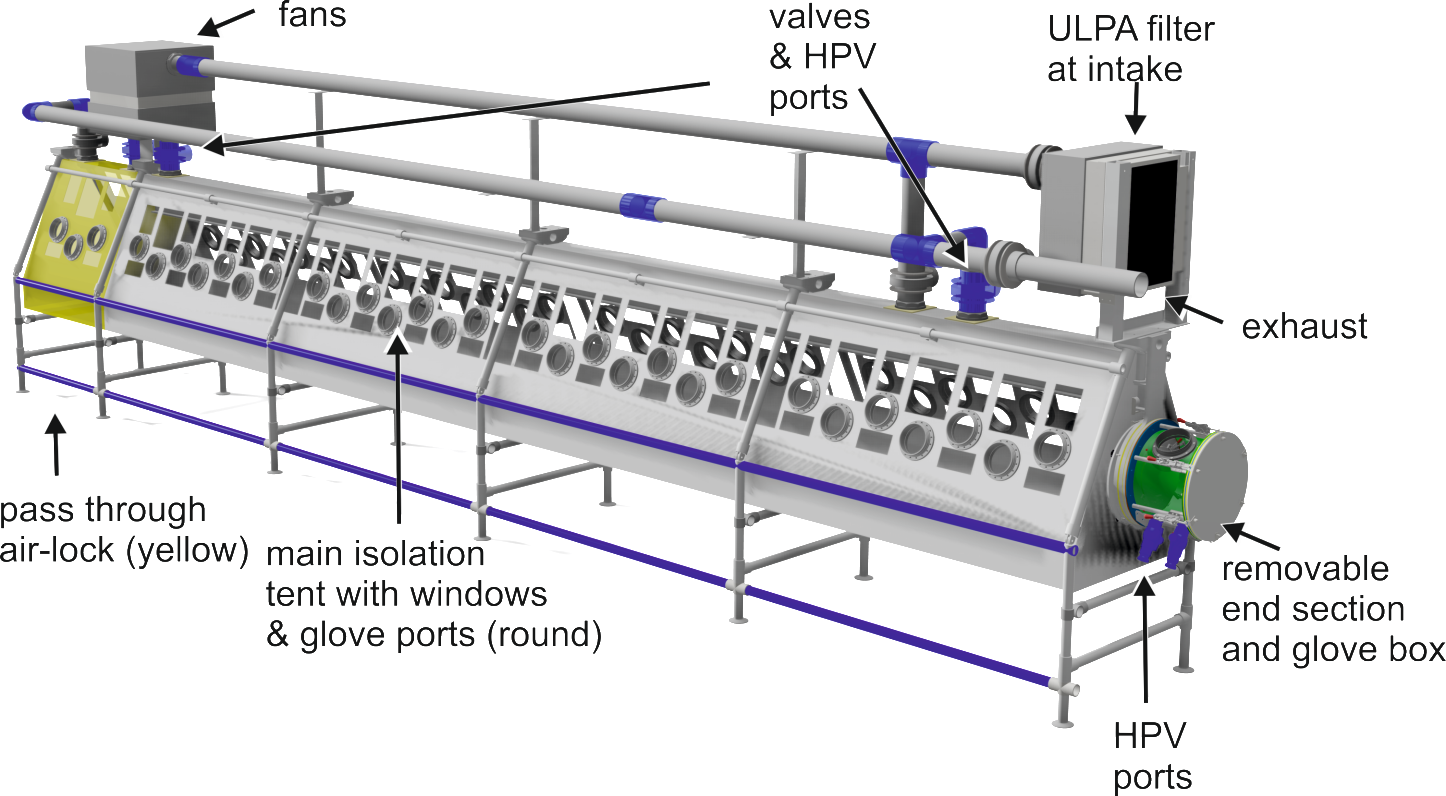 fans
valves
& HPV
ports
ULPA filter
at intake
exhaust
pass through
air-lock (yellow)
main isolation
tent with windows
& glove ports (round)
removable
end section
and glove box
HPV
ports